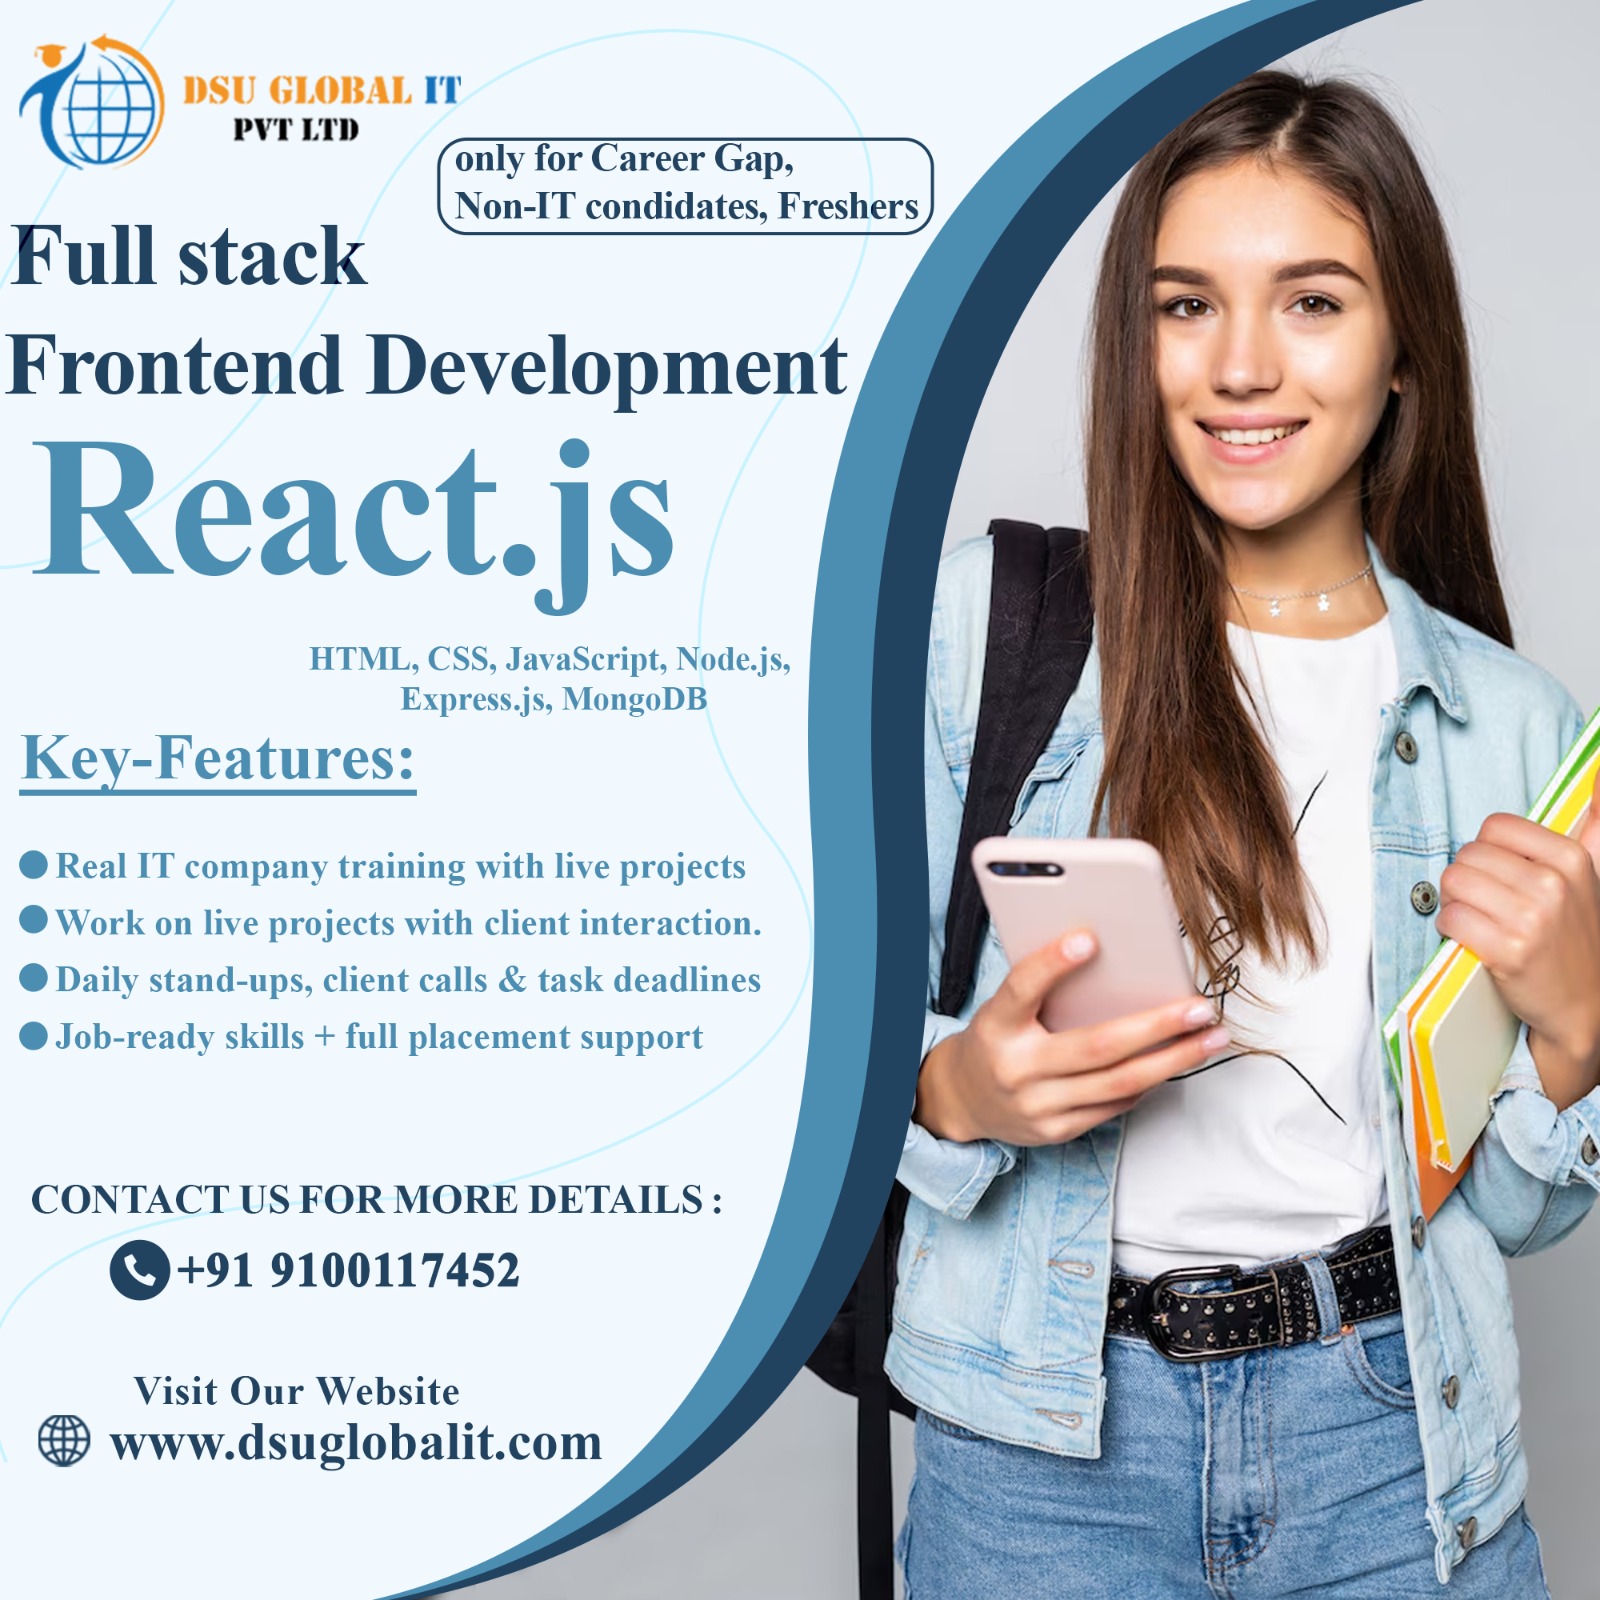 DSU GLOBAL IT
PVT LTD
only for Career Gap,
Non-IT condidates, Freshers
Full stack
Frontend Development
React.js
HTML, CSS, JavaScript, Node.js,
Express.js, MongoDB
Key-Features:
Real IT company training with live projects
Work on live projects with client interaction.
Daily stand-ups, client calls & task deadlines
Job-ready skills + full placement support
CONTACT US FOR MORE DETAILS :
+91 9100117452
Visit Our Website
www.dsuglobalit.com